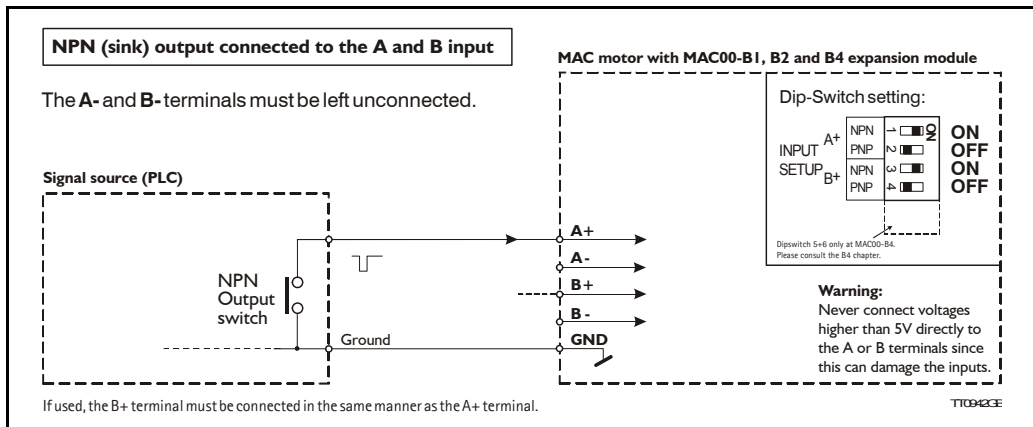 NPN (sink) output connected to the A and B input
The A- and B- terminals must be left unconnected.
MAC motor with MAC00-B1, B2 and B4 expansion module
Dip-Switch setting:
INPUT SETUP
A+
B+
NPN
PNP
NPN
PNP
1
2
3
4
ON
ON
OFF
ON
OFF
Dipswitch 5+6 only at MAC00-B4.
Please consult the B4 chapter.
Signal source (PLC)
NPN
Output
switch
Ground
A+
A-
B+
B -
GND
Warning:
Never connect voltages
higher than 5V directly to
the A or B terminals since
this can damage the inputs.
If used, the B+ terminal must be connected in the same manner as the A+ terminal.
TT0942GE